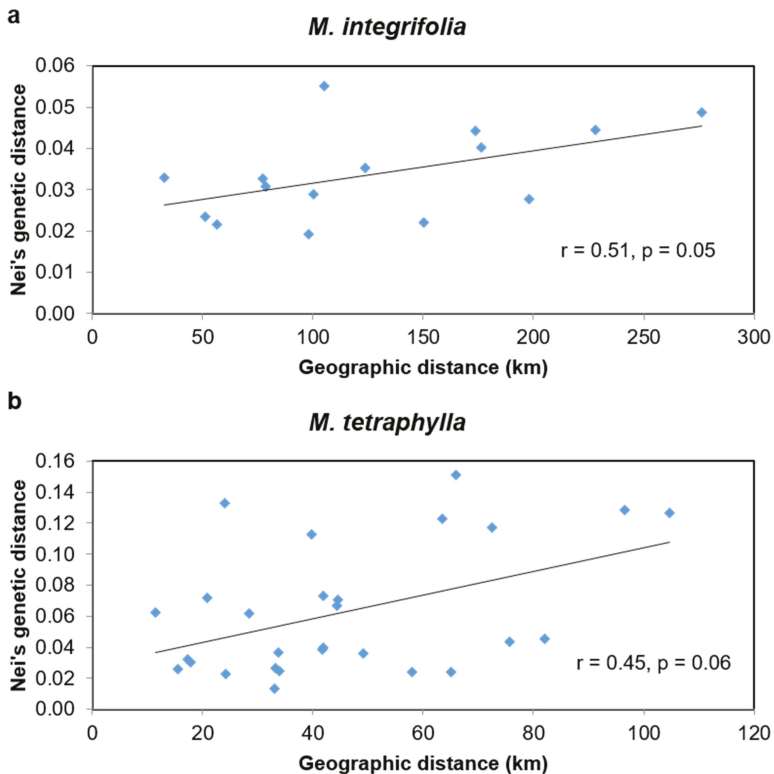 a
M. integrifolia
0.06
0.05
0.04
0.03
0.02
0.01
0.00
Nei's genetic distance
r = 0.51, p = 0.05
0 50 100 150 200 250 300
Geographic distance (km)
b
M. tetraphylla
0.16
0.14
0.12
0.10
0.08
0.06
0.04
0.02
0.00
Nei's genetic distance
r = 0.45, p = 0.06
0 20 40 60 80 100 120
Geographic distance (km)